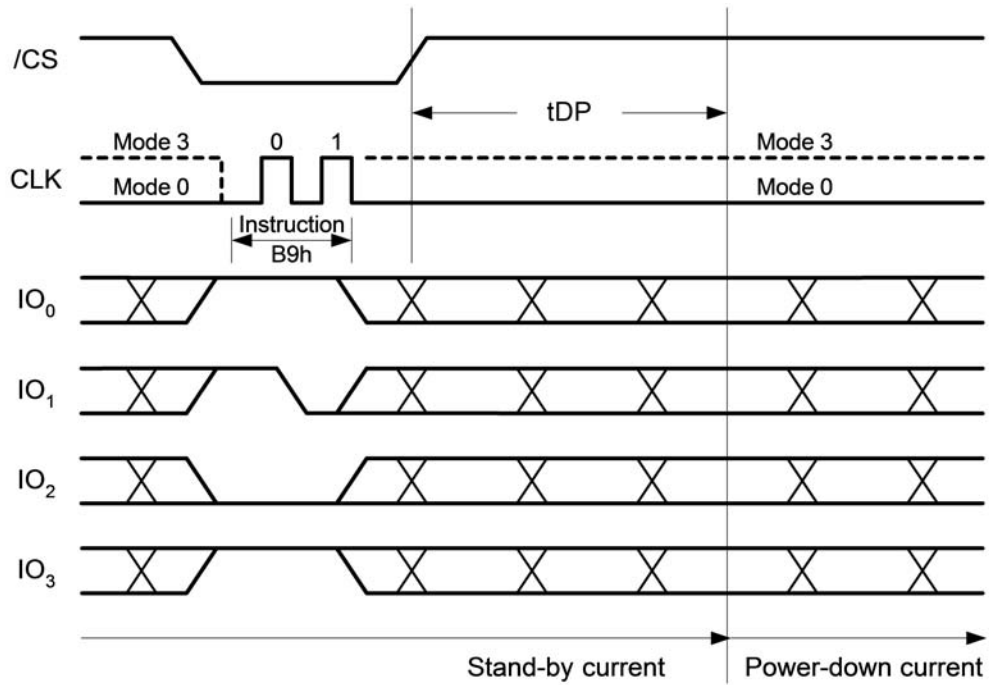 /CS
tDP
Mode 3 0 1 Mode 3
CLK
Mode 0 Mode 0
Instruction
B9h
IO0
IO1
IO2
IO3
Stand-by current Power-down current